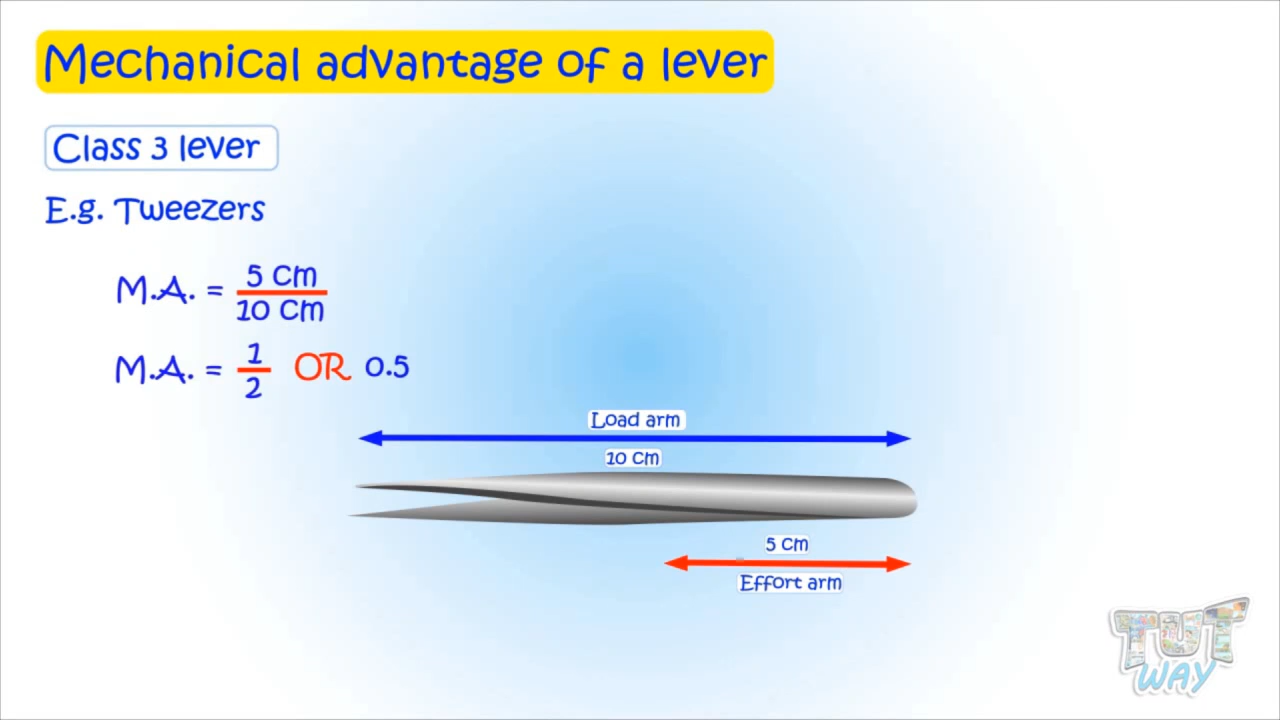 Mechanical advantage of a lever
Class 3 lever
E.g. Tweezers
M.A. = 5 cm / 10 cm
M.A. = 1 / 2 OR 0.5
Load arm
10 cm
5 cm
Effort arm
TUT
WAY